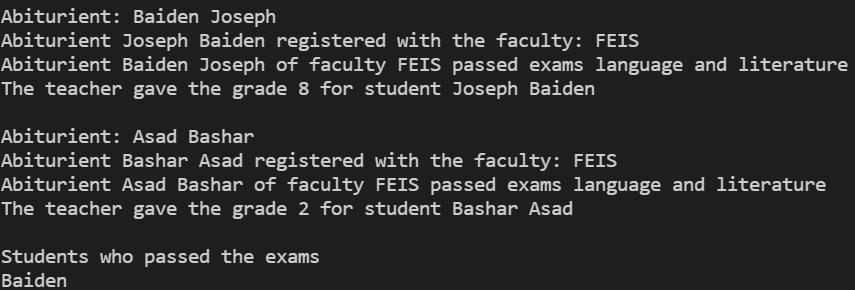 Abiturient: Baiden Joseph
Abiturient Joseph Baiden registered with the faculty: FEIS
Abiturient Baiden Joseph of faculty FEIS passed exams language and literature
The teacher gave the grade 8 for student Joseph Baiden
Abiturient: Asad Bashar
Abiturient Bashar Asad registered with the faculty: FEIS
Abiturient Asad Bashar of faculty FEIS passed exams language and literature
The teacher gave the grade 2 for student Bashar Asad
Students who passed the exams
Baiden